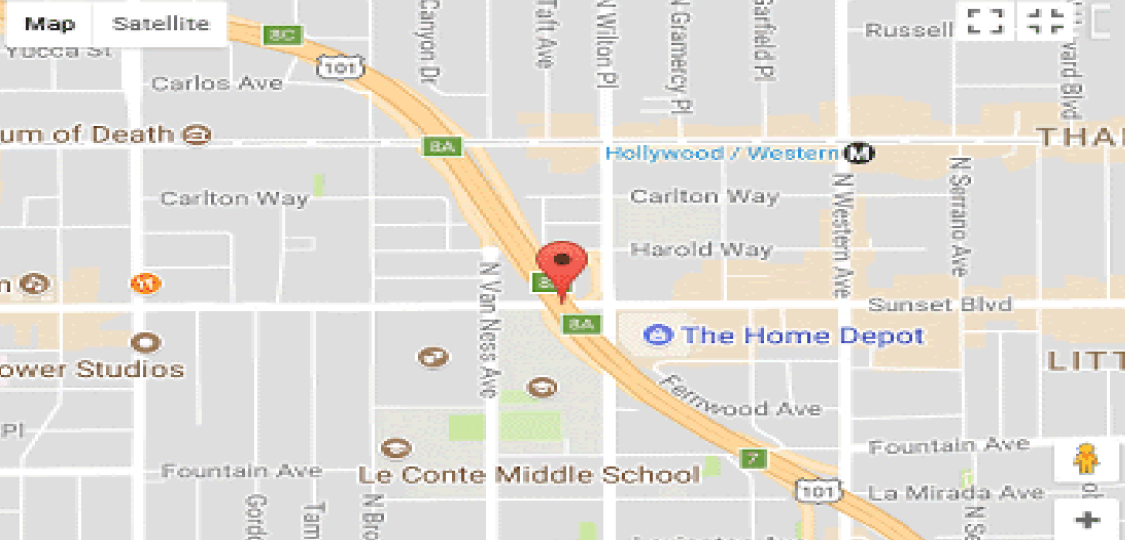 Map
Satellite
Yucca St
8C
101
Canyon Dr
Taft Ave
N Wilton Pl
N Gramercy Pl
Garfield Pl
Russell
Carlos Ave
um of Death
8A
Hollywood / Western
M
THA
Carlton Way
Carlton Way
N Western Ave
N Serrano Ave
Harold Way
N Van Ness Ave
Sunset Blvd
8A
The Home Depot
LITT
ower Studios
Fernwood Ave
Pl
Fountain Ave
Fountain Ave
Le Conte Middle School
7
101
La Mirada Ave
N Bro
Tam
Gord
N Se
+